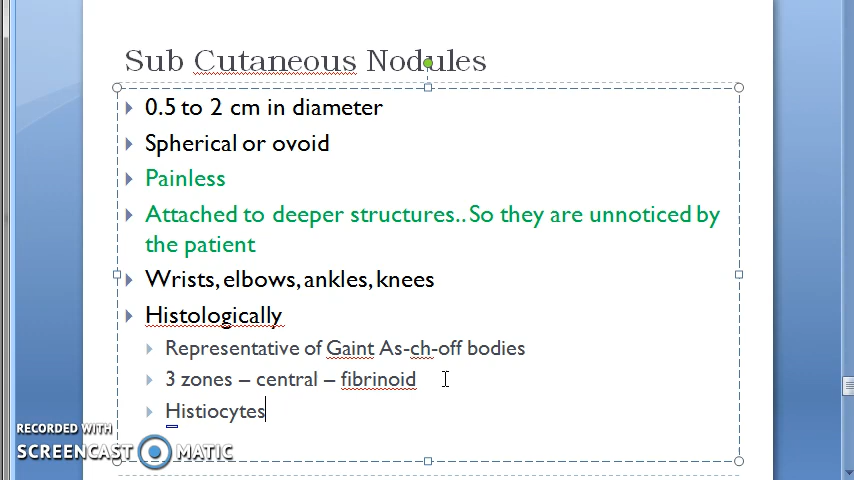 Sub Cutaneous Nodules
0.5 to 2 cm in diameter
Spherical or ovoid
Painless
Attached to deeper structures.. So they are unnoticed by
the patient
Wrists, elbows, ankles, knees
Histologically
Representative of Gaint As-ch-off bodies
3 zones – central – fibrinoid
Histiocytes
RECORDED WITH
SCREENCAST MATIC